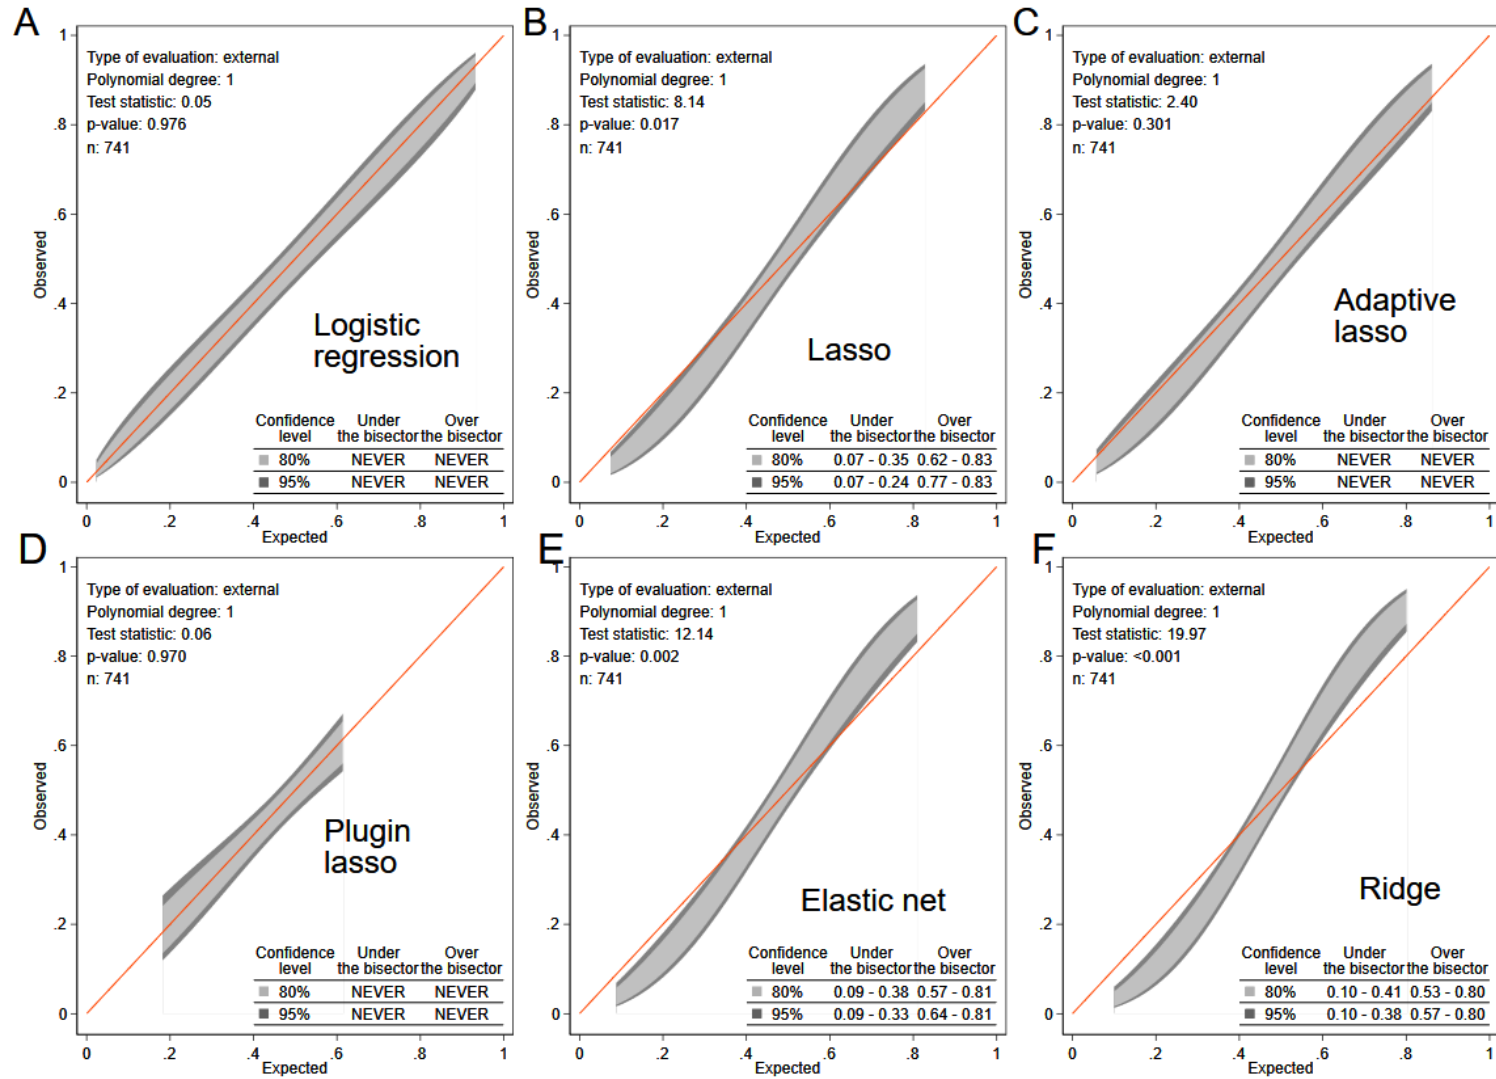 A
1
Type of evaluation: external
Polynomial degree: 1
Test statistic: 0.05
p-value: 0.976
n: 741
.8
.6
Observed
.4
Logistic
regression
.2
Confidence level Under the bisector Over the bisector
80% NEVER NEVER
95% NEVER NEVER
0
0 .2 .4 .6 .8 1
Expected
B
1
Type of evaluation: external
Polynomial degree: 1
Test statistic: 8.14
p-value: 0.017
n: 741
.8
.6
Observed
.4
Lasso
.2
Confidence level Under the bisector Over the bisector
80% 0.07 - 0.35 0.62 - 0.83
95% 0.07 - 0.24 0.77 - 0.83
0
0 .2 .4 .6 .8 1
Expected
C
1
Type of evaluation: external
Polynomial degree: 1
Test statistic: 2.40
p-value: 0.301
n: 741
.8
.6
Observed
.4
Adaptive
lasso
.2
Confidence level Under the bisector Over the bisector
80% NEVER NEVER
95% NEVER NEVER
0
0 .2 .4 .6 .8 1
Expected
D
1
Type of evaluation: external
Polynomial degree: 1
Test statistic: 0.06
p-value: 0.970
n: 741
.8
.6
Observed
.4
Plugin
lasso
.2
Confidence level Under the bisector Over the bisector
80% NEVER NEVER
95% NEVER NEVER
0
0 .2 .4 .6 .8 1
Expected
E
1
Type of evaluation: external
Polynomial degree: 1
Test statistic: 12.14
p-value: 0.002
n: 741
.8
.6
Observed
.4
Elastic net
.2
Confidence level Under the bisector Over the bisector
80% 0.09 - 0.38 0.57 - 0.81
95% 0.09 - 0.33 0.64 - 0.81
0
0 .2 .4 .6 .8 1
Expected
F
1
Type of evaluation: external
Polynomial degree: 1
Test statistic: 19.97
p-value: <0.001
n: 741
.8
.6
Observed
.4
Ridge
.2
Confidence level Under the bisector Over the bisector
80% 0.10 - 0.41 0.53 - 0.80
95% 0.10 - 0.38 0.57 - 0.80
0
0 .2 .4 .6 .8 1
Expected